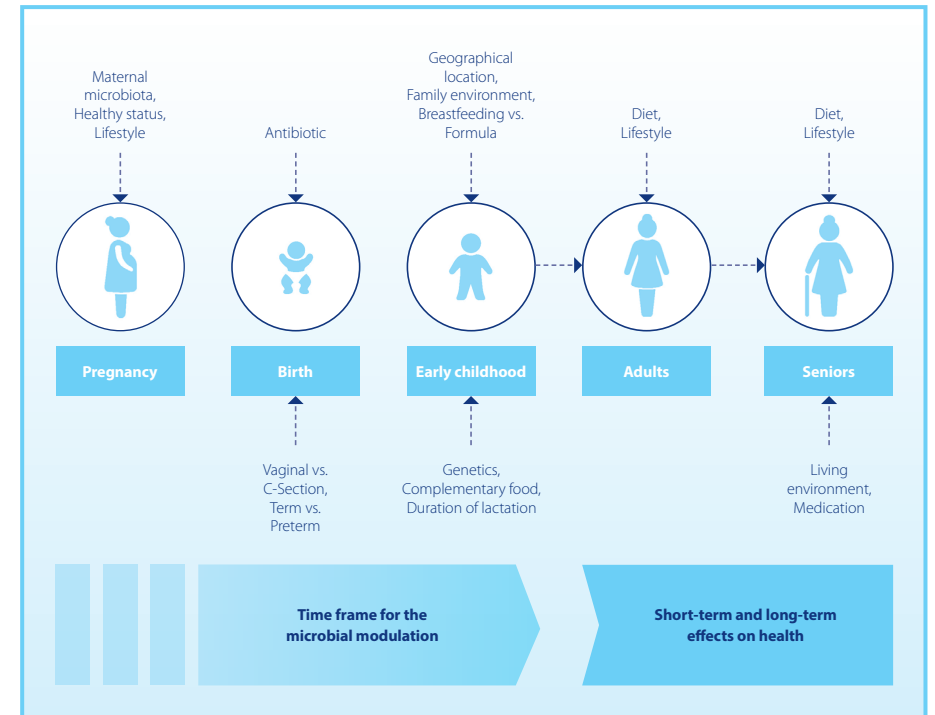 Maternal
microbiota,
Healthy status,
Lifestyle
Antibiotic
Geographical
location,
Family environment,
Breastfeeding vs.
Formula
Diet,
Lifestyle
Diet,
Lifestyle
Pregnancy
Birth
Early childhood
Adults
Seniors
Vaginal vs.
C-Section,
Term vs.
Preterm
Genetics,
Complementary food,
Duration of lactation
Living
environment,
Medication
Time frame for the
microbial modulation
Short-term and long-term
effects on health